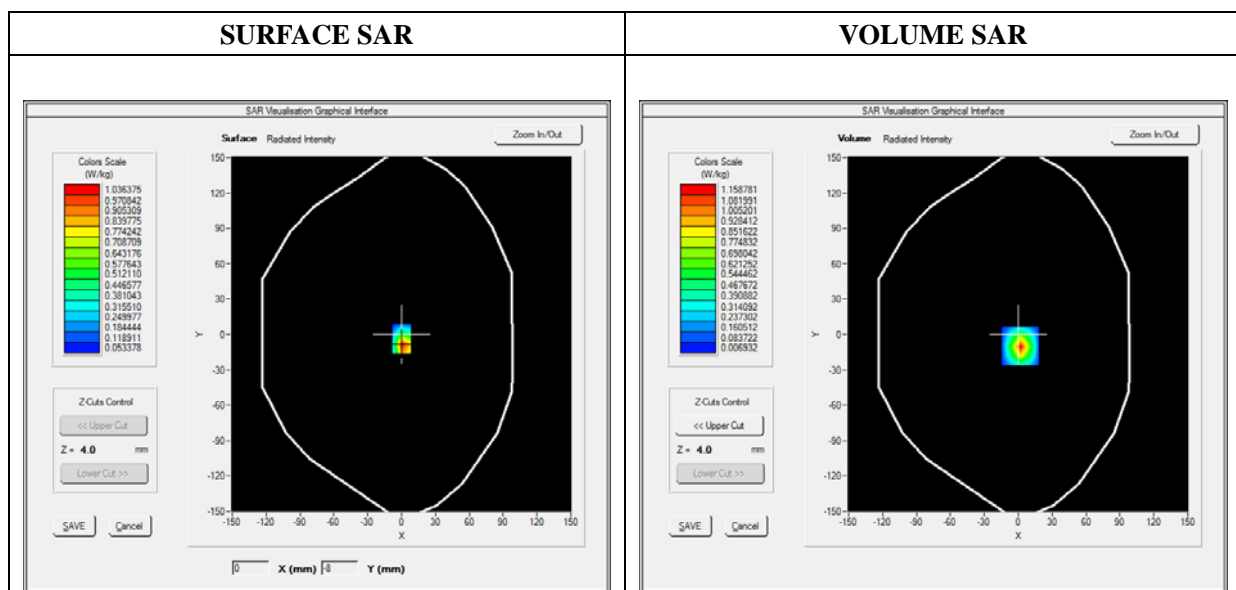 SURFACE SAR
VOLUME SAR
SAR Visualisation Graphical Interface
Surface Radiated Intensity
Zoom In/Out
Colors Scale
(W/kg)
1.036375
0.970842
0.905309
0.839775
0.774242
0.708709
0.643176
0.577643
0.512110
0.446577
0.381043
0.315510
0.249977
0.184444
0.118911
0.053378
Z-Cuts Control
<< Upper Cut
Z = 4.0 mm
Lower Cut >>
SAVE Cancel
150
120
90
60
30
0
-30
-60
-90
-120
-150
Y
-150 -120 -90 -60 -30 0 30 60 90 120 150
X
0 X (mm) -8 Y (mm)
SAR Visualisation Graphical Interface
Volume Radiated Intensity
Zoom In/Out
Colors Scale
(W/kg)
1.158781
1.081991
1.005201
0.928412
0.851622
0.774832
0.698042
0.621252
0.544462
0.467672
0.390882
0.314092
0.237302
0.160512
0.083722
0.006932
Z-Cuts Control
<< Upper Cut
Z = 4.0 mm
Lower Cut >>
SAVE Cancel
150
120
90
60
30
0
-30
-60
-90
-120
-150
Y
-150 -120 -90 -60 -30 0 30 60 90 120 150
X